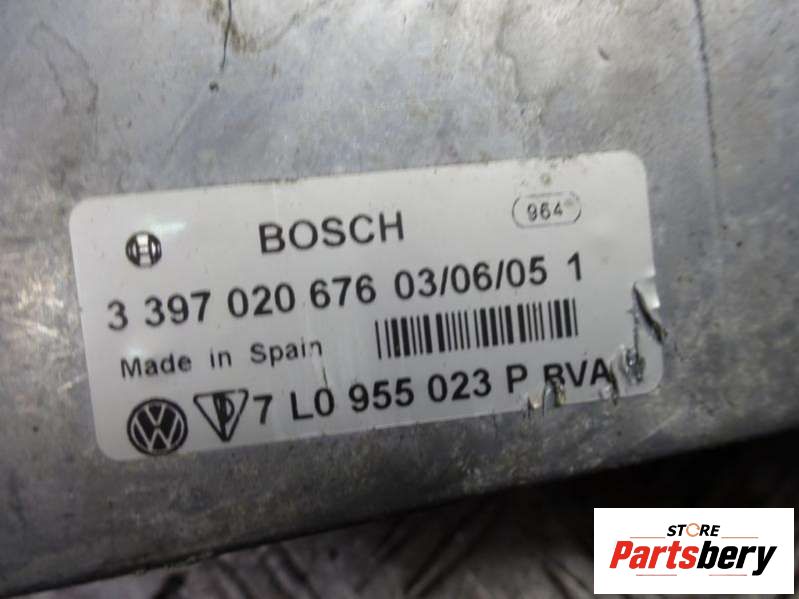 964
BOSCH
3 397 020 676 03/06/05 1
Made in Spain
7 L0 955 023 P RVA
STORE
Partsbery